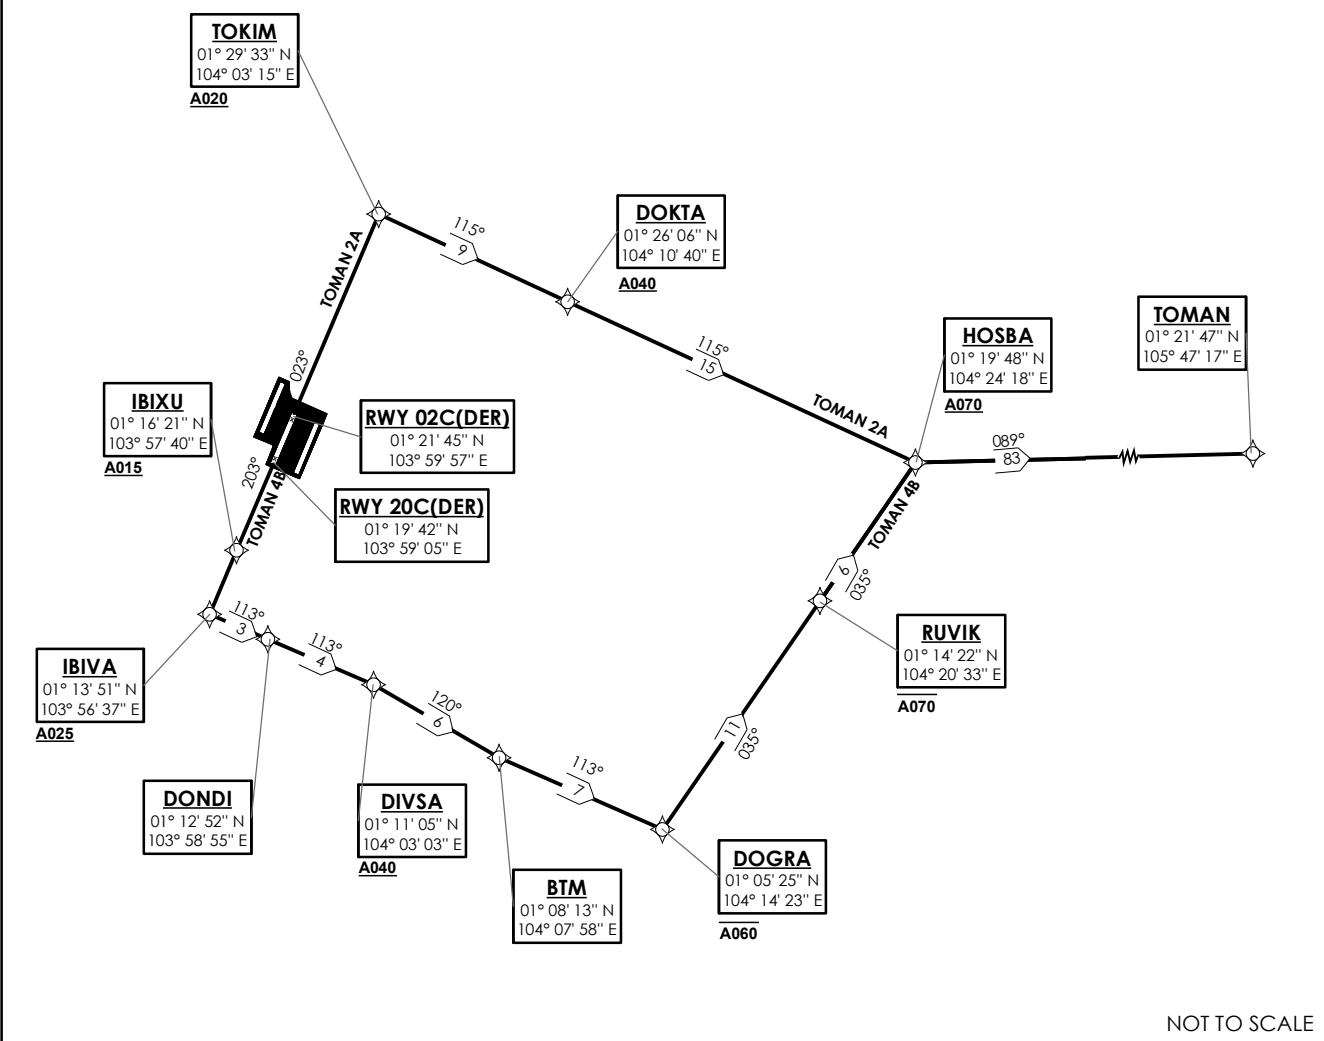 TOKIM
01° 29' 33" N
104° 03' 15" E
A020
TOMAN 2A
023°
115°
9
DOKTA
01° 26' 06" N
104° 10' 40" E
A040
115°
15
TOMAN 2A
HOSBA
01° 19' 48" N
104° 24' 18" E
A070
TOMAN
01° 21' 47" N
105° 47' 17" E
089°
83
IBIXU
01° 16' 21" N
103° 57' 40" E
A015
RWY 02C(DER)
01° 21' 45" N
103° 59' 57" E
RWY 20C(DER)
01° 19' 42" N
103° 59' 05" E
203°
TOMAN 4B
TOMAN 4B
6
035°
RUVIK
01° 14' 22" N
104° 20' 33" E
A070
IBIVA
01° 13' 51" N
103° 56' 37" E
A025
113°
3
113°
4
120°
6
113°
7
11
035°
DONDI
01° 12' 52" N
103° 58' 55" E
DIVSA
01° 11' 05" N
104° 03' 03" E
A040
BTM
01° 08' 13" N
104° 07' 58" E
DOGRA
01° 05' 25" N
104° 14' 23" E
A060
NOT TO SCALE